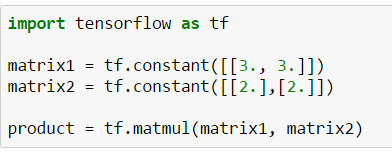 import tensorflow as tf
matrix1 = tf.constant([[3., 3.]])
matrix2 = tf.constant([[2.],[2.]])
product = tf.matmul(matrix1, matrix2)